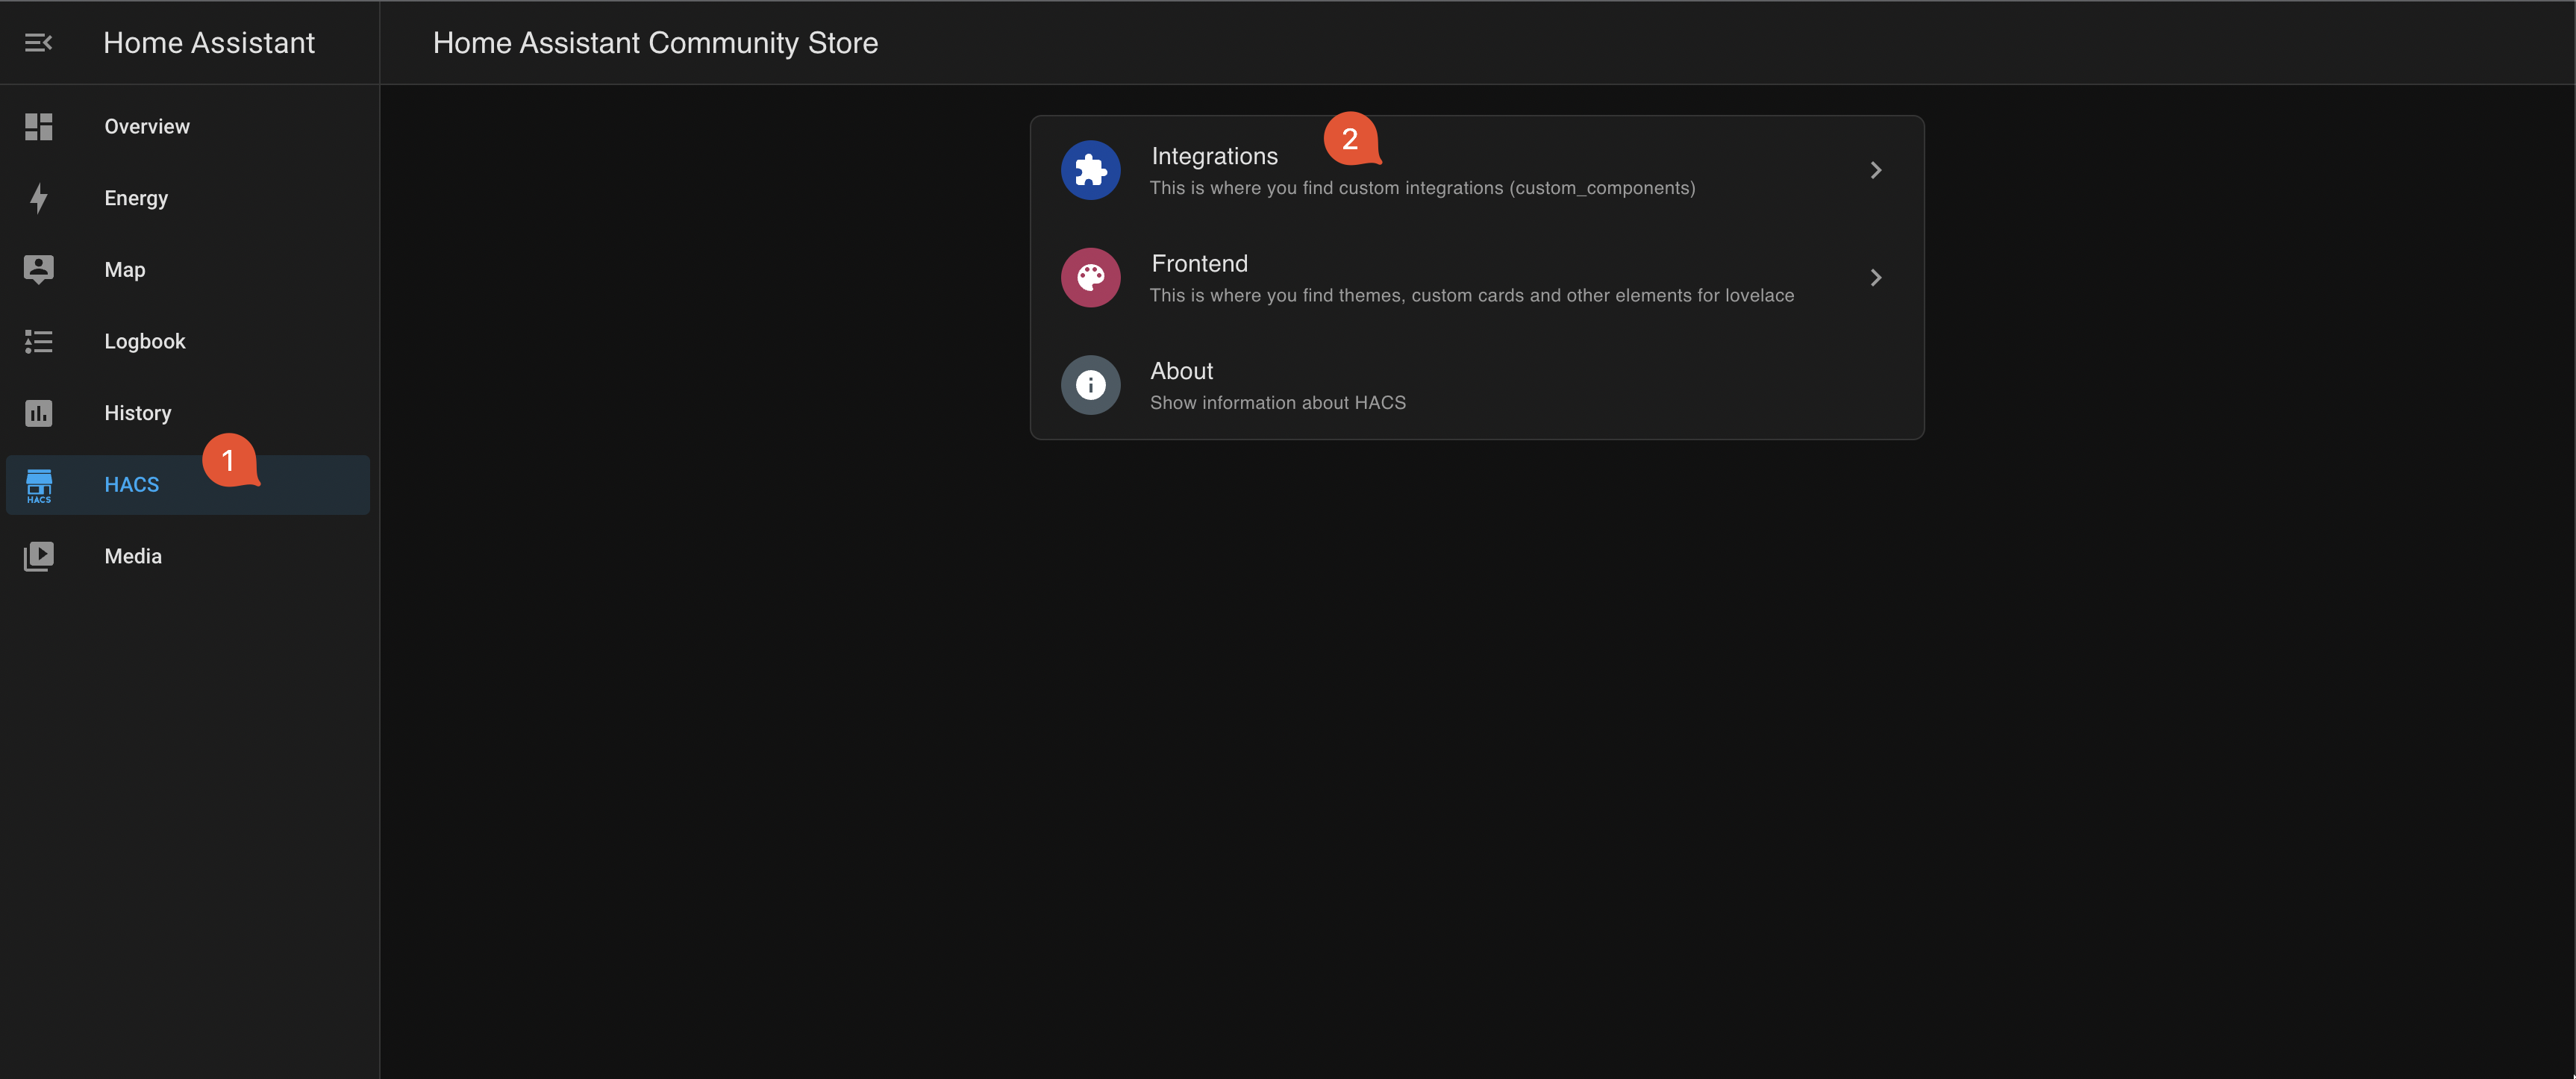 Home Assistant
Home Assistant Community Store
Overview
Energy
Map
Logbook
History
1
HACS
HACS
Media
2
Integrations
This is where you find custom integrations (custom_components)
Frontend
This is where you find themes, custom cards and other elements for lovelace
About
Show information about HACS